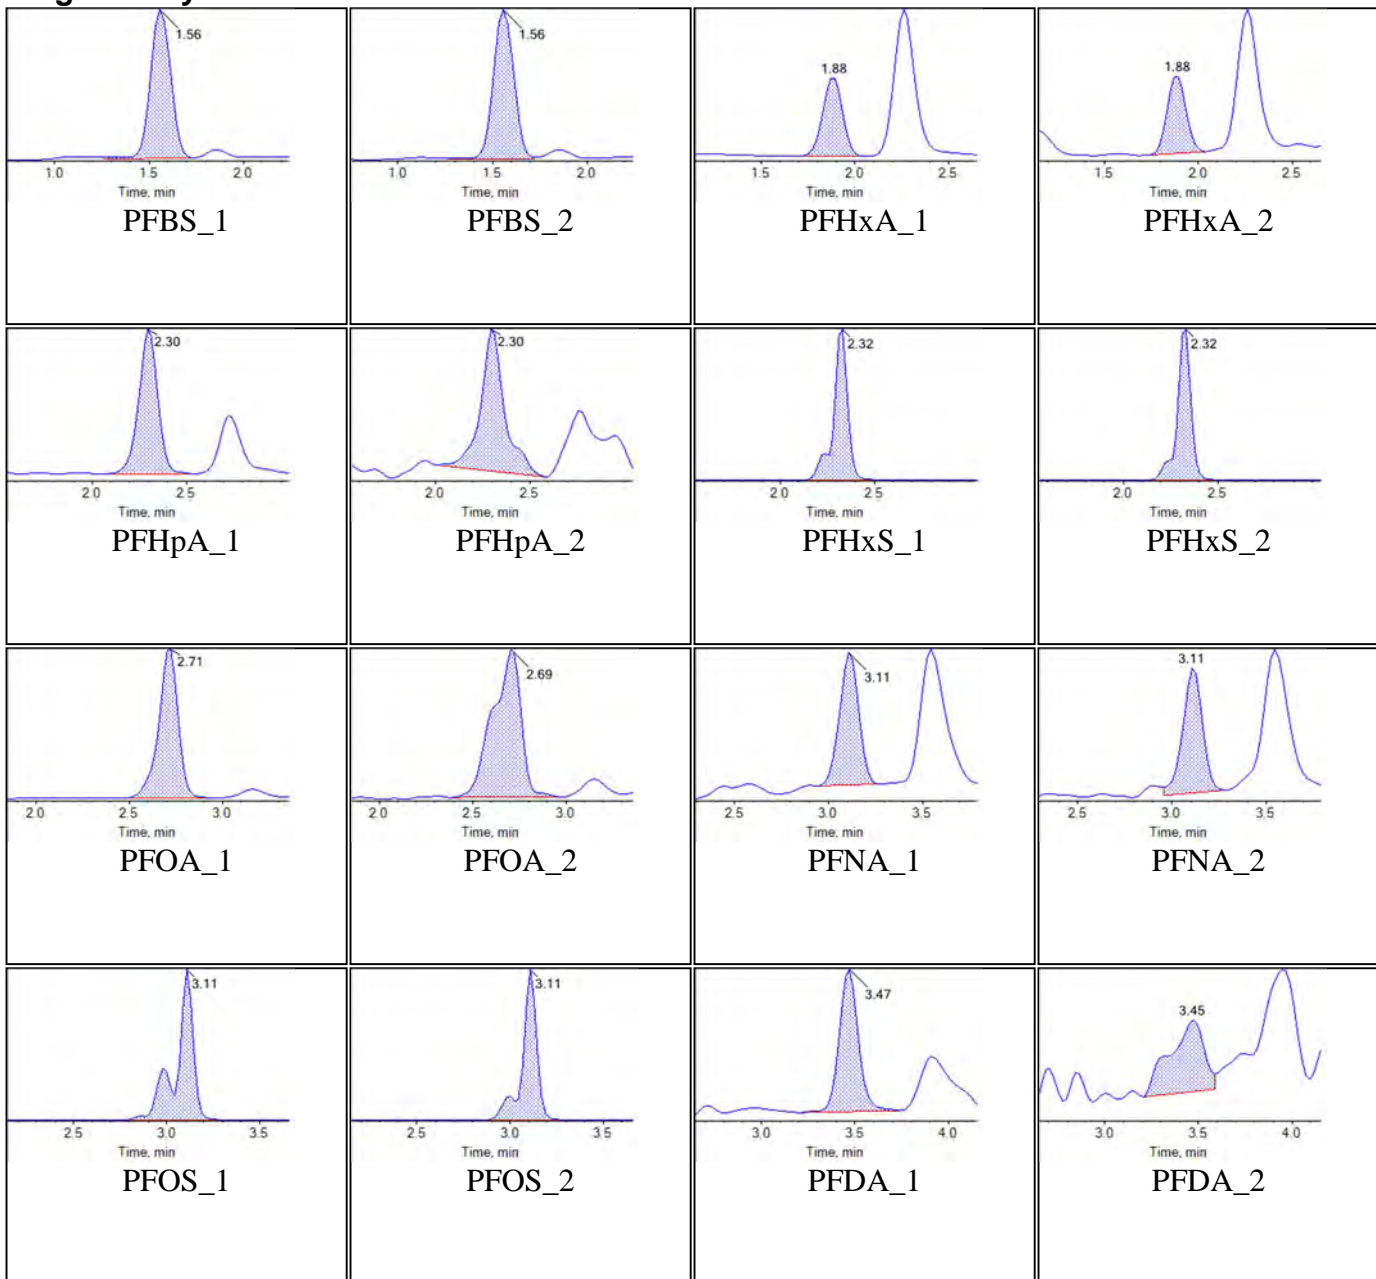 1.56
1.0 1.5 2.0
Time, min
PFBS_1
1.56
1.0 1.5 2.0
Time, min
PFBS_2
1.88
1.5 2.0 2.5
Time, min
PFHxA_1
1.88
1.5 2.0 2.5
Time, min
PFHxA_2
2.30
2.0 2.5
Time, min
PFHpA_1
2.30
2.0 2.5
Time, min
PFHpA_2
2.32
2.0 2.5
Time, min
PFHxS_1
2.32
2.0 2.5
Time, min
PFHxS_2
2.71
2.0 2.5 3.0
Time, min
PFOA_1
2.69
2.0 2.5 3.0
Time, min
PFOA_2
3.11
2.5 3.0 3.5
Time, min
PFNA_1
3.11
2.5 3.0 3.5
Time, min
PFNA_2
3.11
2.5 3.0 3.5
Time, min
PFOS_1
3.11
2.5 3.0 3.5
Time, min
PFOS_2
3.47
3.0 3.5 4.0
Time, min
PFDA_1
3.45
3.0 3.5 4.0
Time, min
PFDA_2